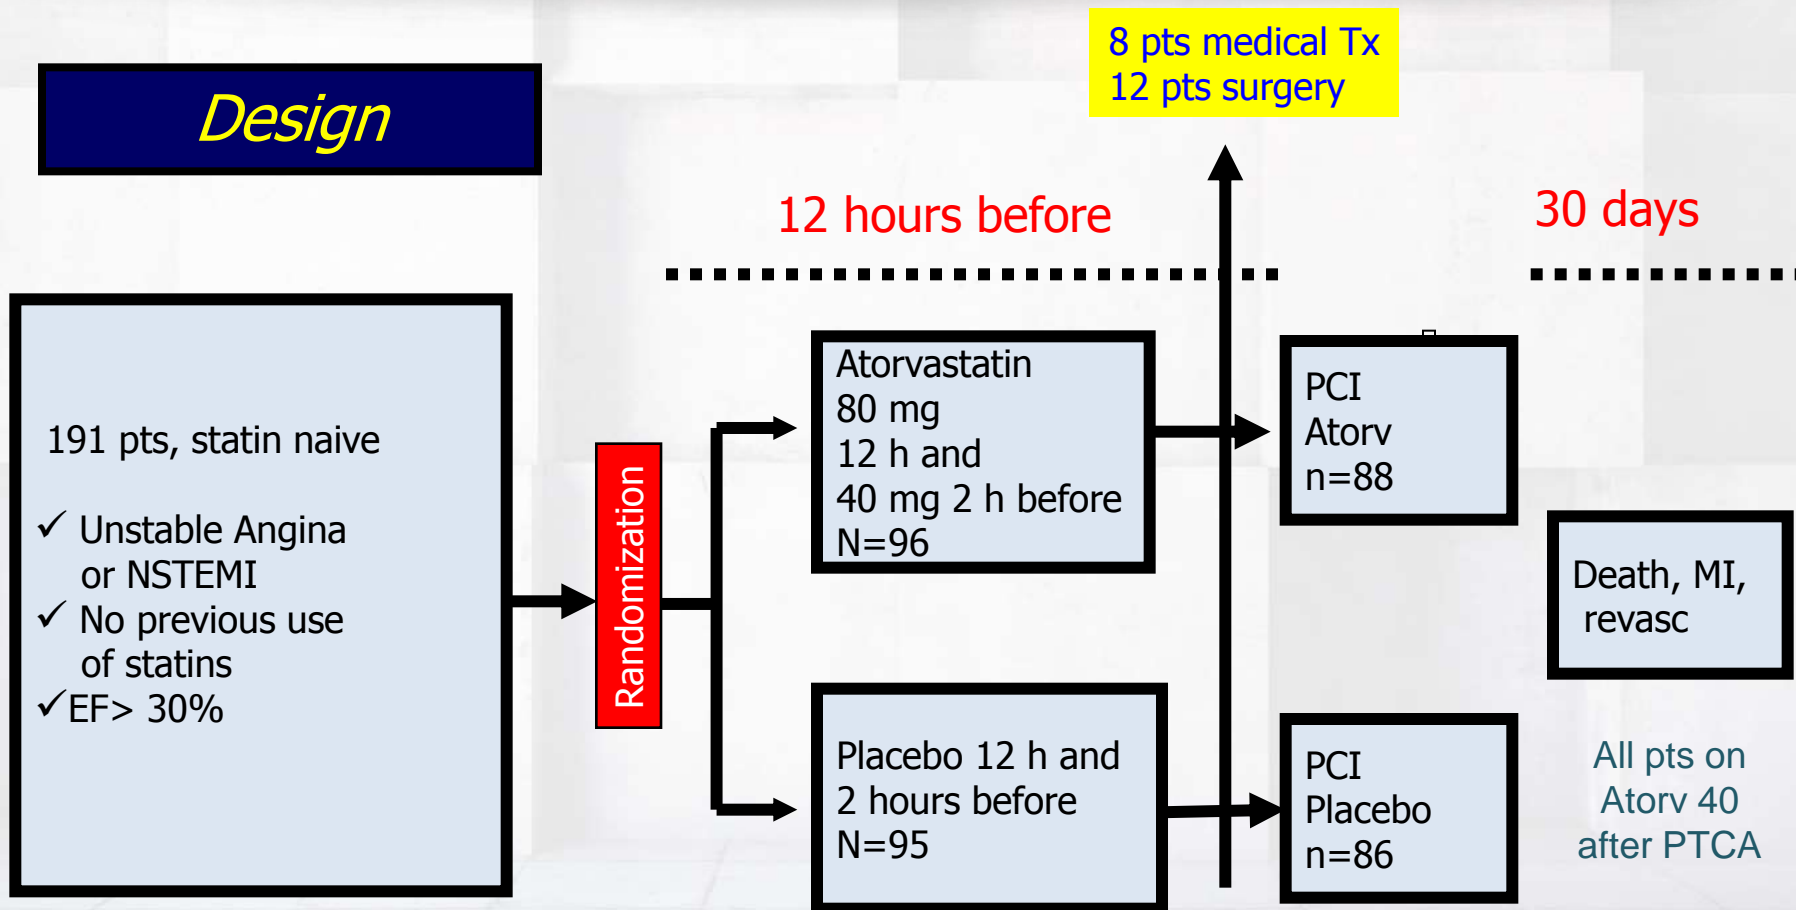 8 pts medical Tx
12 pts surgery
Design
12 hours before
30 days
191 pts, statin naive
✓ Unstable Angina
or NSTEMI
✓ No previous use
of statins
✓EF> 30%
Randomization
Atorvastatin
80 mg
12 h and
40 mg 2 h before
N=96
Placebo 12 h and
2 hours before
N=95
PCI
Atorv
n=88
PCI
Placebo
n=86
Death, MI,
revasc
All pts on
Atorv 40
after PTCA